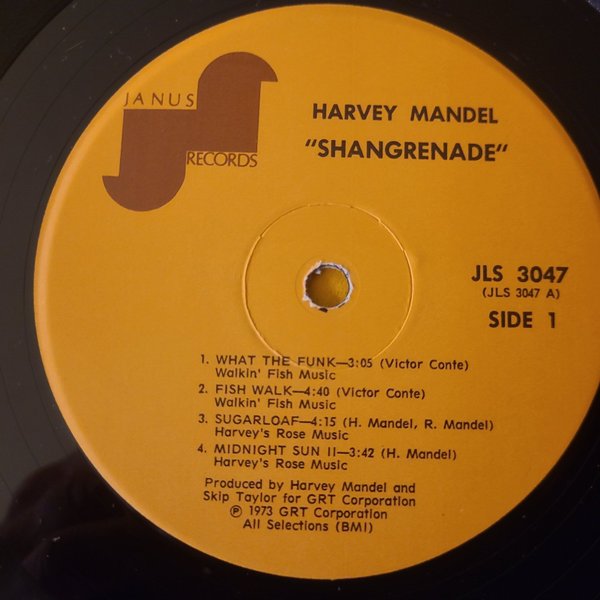 JANUS
RECORDS
HARVEY MANDEL
"SHANGRENADE"
JLS 3047
(JLS 3047 A)
SIDE 1
1. WHAT THE FUNK—3:05 (Victor Conte)
Walkin' Fish Music
2. FISH WALK—4:40 (Victor Conte)
Walkin' Fish Music
3. SUGARLOAF—4:15 (H. Mandel, R. Mandel)
Harvey's Rose Music
4. MIDNIGHT SUN II—3:42 (H. Mandel)
Harvey's Rose Music
Produced by Harvey Mandel and
Skip Taylor for GRT Corporation
℗ 1973 GRT Corporation
All Selections (BMI)